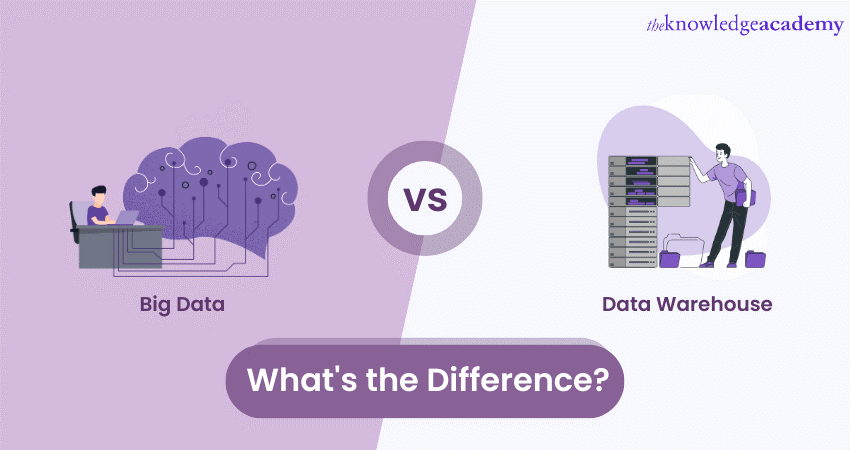 theknowledgeacademy
VS
Big Data
Data Warehouse
What's the Difference?